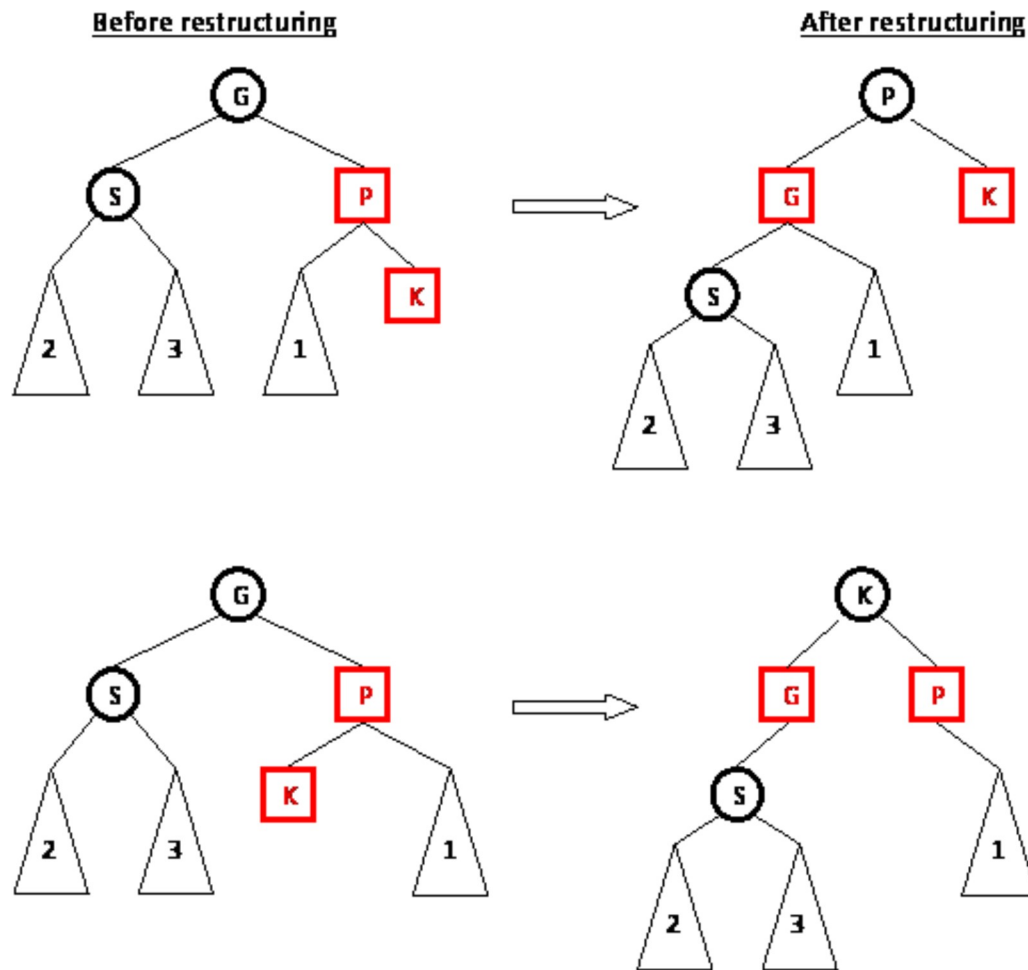 Before restructuring After restructuring
G P
S P G K
K S
2 3 1 1
2 3
G K
S P G P
K S
2 3 1 1
2 3